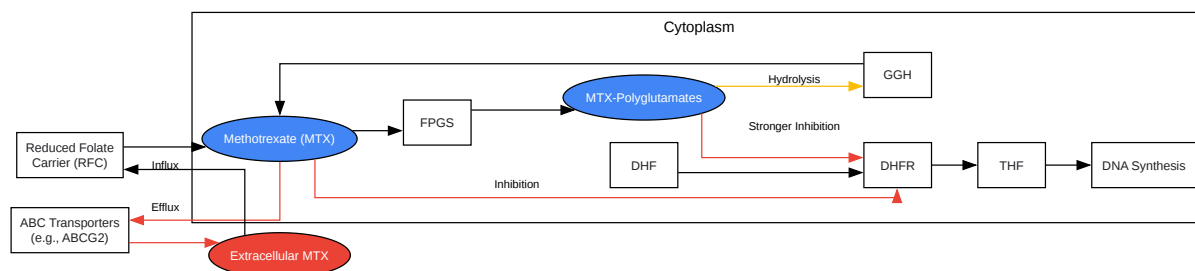 Cytoplasm
Hydrolysis
GGH
MTX-Polyglutamates
FPGS
Stronger Inhibition
Methotrexate (MTX)
Reduced Folate
Carrier (RFC)
Influx
DHF
DHFR
THF
DNA Synthesis
Inhibition
Efflux
ABC Transporters
(e.g., ABCG2)
Extracellular MTX